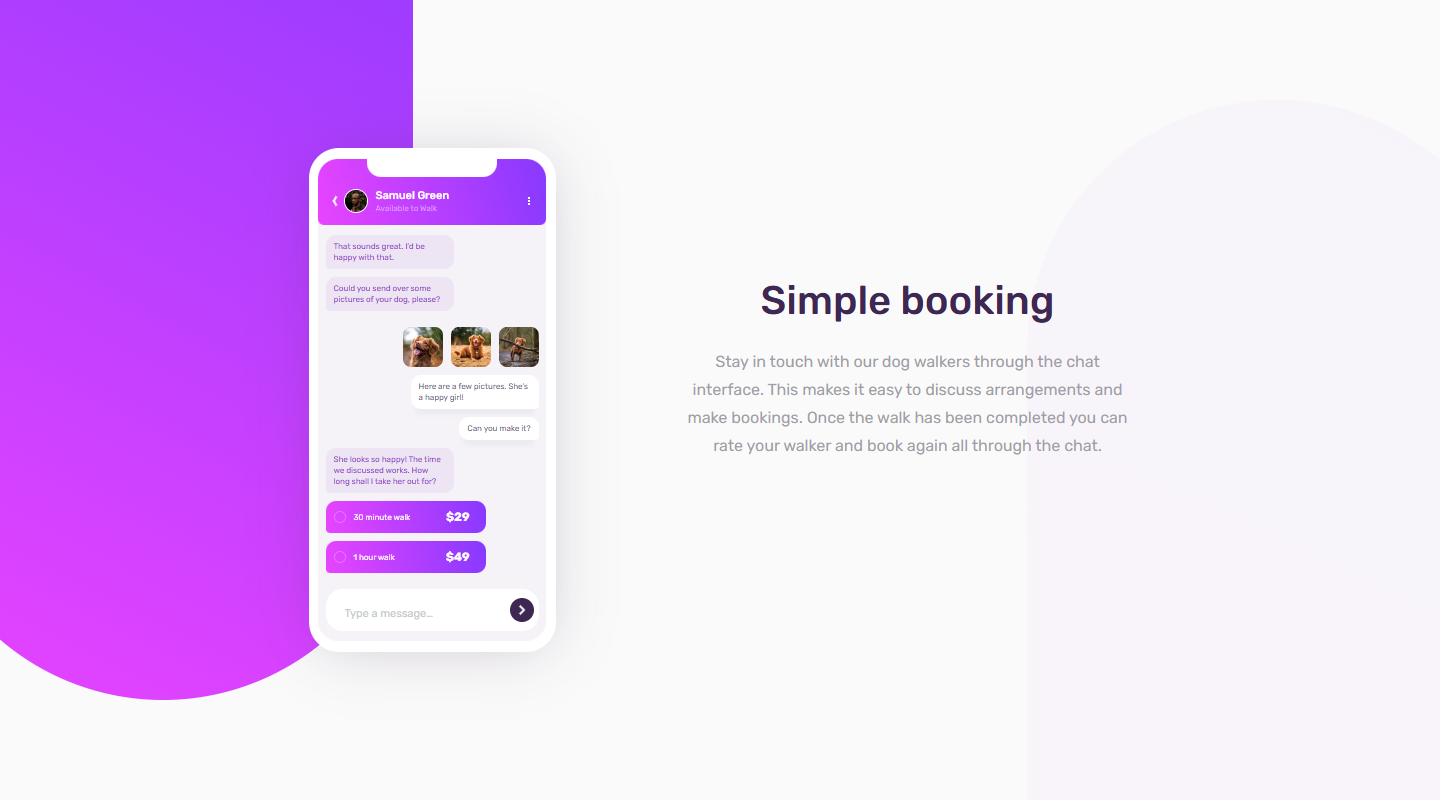 Samuel Green
Available to Walk
That sounds great. I'd be
happy with that.
Could you send over some
pictures of your dog, please?
Here are a few pictures. She's
a happy girl!
Can you make it?
She looks so happy! The time
we discussed works. How
long shall I take her out for?
30 minute walk $29
1 hour walk $49
Type a message…
Simple booking
Stay in touch with our dog walkers through the chat
interface. This makes it easy to discuss arrangements and
make bookings. Once the walk has been completed you can
rate your walker and book again all through the chat.